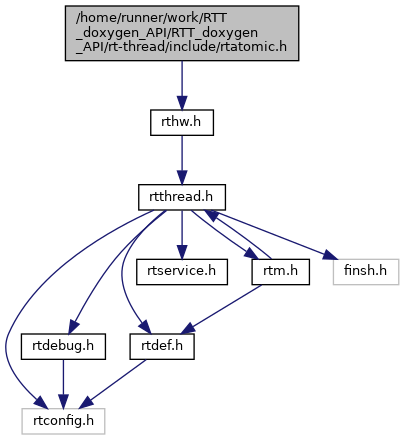 /home/runner/work/RTT
_doxygen_API/RTT_doxygen
_API/rt-thread/include/rtatomic.h
rthw.h
rtthread.h
rtservice.h
rtm.h
finsh.h
rtdebug.h
rtdef.h
rtconfig.h